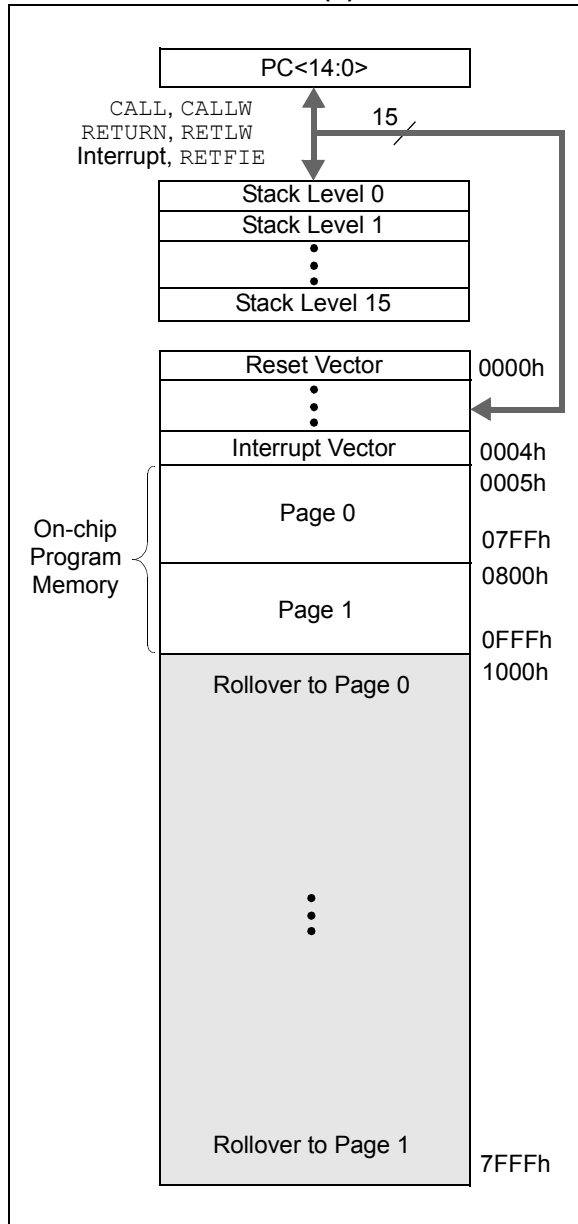 PC<14:0>
CALL, CALLW
RETURN, RETLW
Interrupt, RETFIE
15
Stack Level 0
Stack Level 1
Stack Level 15
Reset Vector
0000h
Interrupt Vector
0004h
0005h
On-chip
Program
Memory
Page 0
07FFh
0800h
Page 1
0FFFh
1000h
Rollover to Page 0
Rollover to Page 1
7FFFh